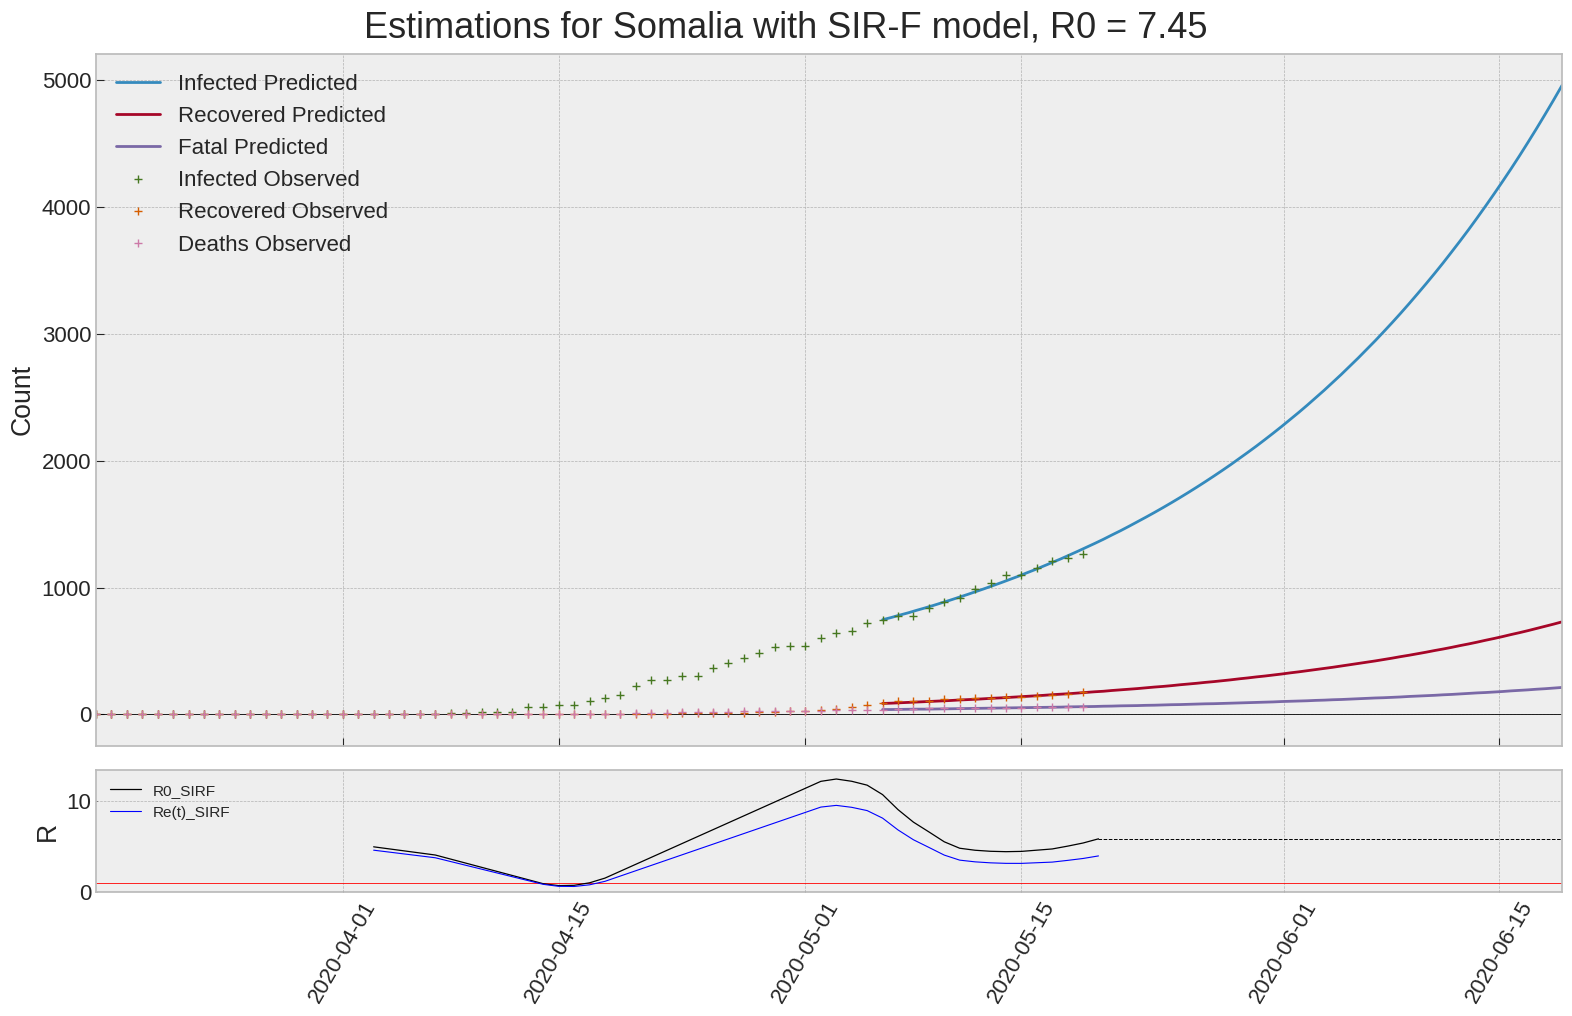 Estimations for Somalia with SIR-F model, R0 = 7.45
Infected Predicted
Recovered Predicted
Fatal Predicted
Infected Observed
Recovered Observed
Deaths Observed
5000
4000
3000
2000
1000
0
Count
R0_SIRF
Re(t)_SIRF
10
0
R
2020-04-01
2020-04-15
2020-05-01
2020-05-15
2020-06-01
2020-06-15